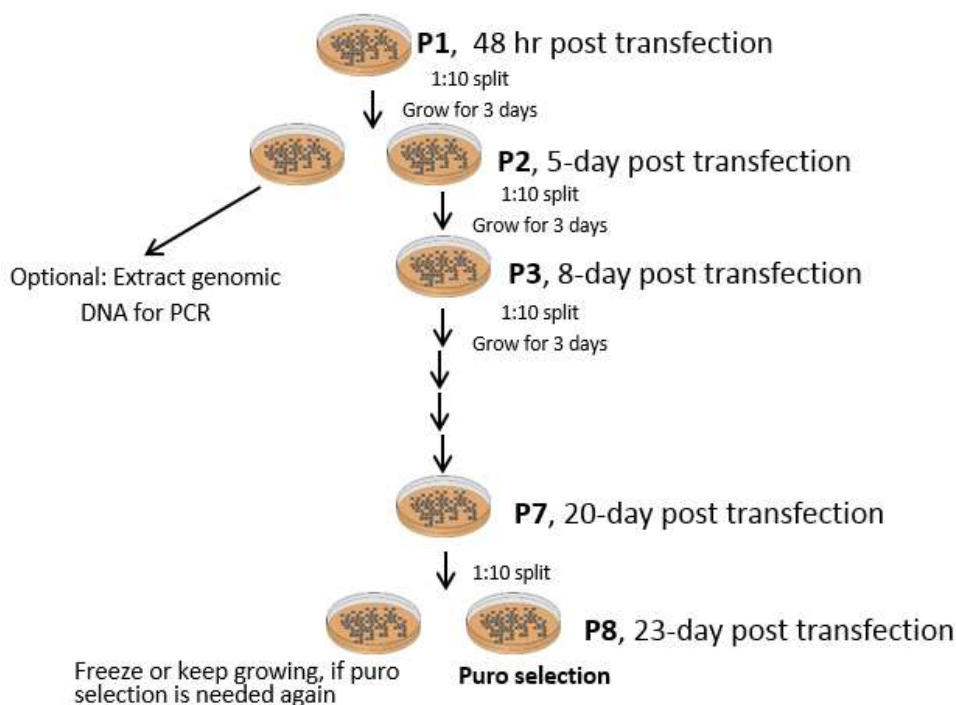 P1, 48 hr post transfection
1:10 split
Grow for 3 days
P2, 5-day post transfection
1:10 split
Grow for 3 days
Optional: Extract genomic
DNA for PCR
P3, 8-day post transfection
1:10 split
Grow for 3 days
P7, 20-day post transfection
1:10 split
P8, 23-day post transfection
Freeze or keep growing, if puro
selection is needed again
Puro selection